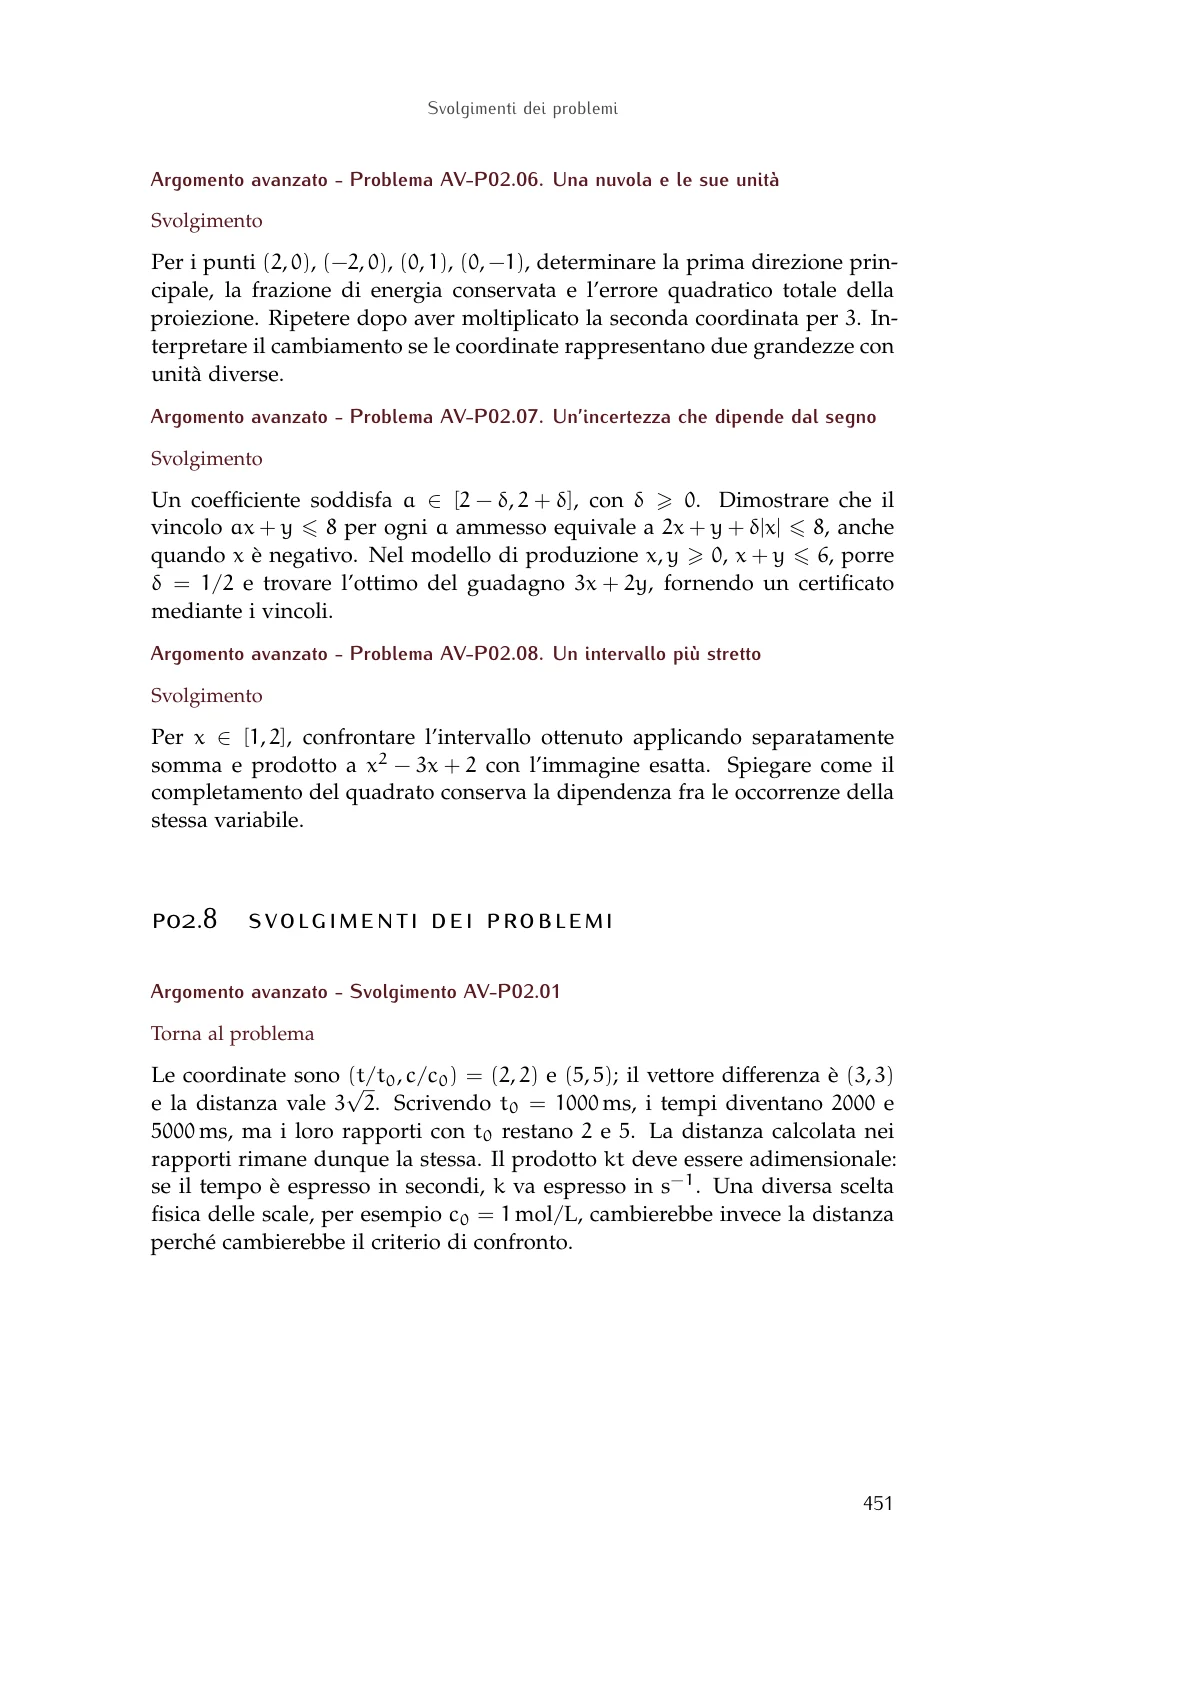 Svolgimenti dei problemi
Argomento avanzato – Problema AV-P02.06. Una nuvola e le sue unità
Svolgimento
Per i punti (2, 0), (−2, 0), (0, 1), (0, −1), determinare la prima direzione prin-
cipale, la frazione di energia conservata e l'errore quadratico totale della
proiezione. Ripetere dopo aver moltiplicato la seconda coordinata per 3. In-
terpretare il cambiamento se le coordinate rappresentano due grandezze con
unità diverse.
Argomento avanzato – Problema AV-P02.07. Un'incertezza che dipende dal segno
Svolgimento
Un coefficiente soddisfa a ∈ [2 − δ, 2 + δ], con δ ⩾ 0. Dimostrare che il
vincolo ax + y ⩽ 8 per ogni a ammesso equivale a 2x + y + δ|x| ⩽ 8, anche
quando x è negativo. Nel modello di produzione x, y ⩾ 0, x + y ⩽ 6, porre
δ = 1/2 e trovare l'ottimo del guadagno 3x + 2y, fornendo un certificato
mediante i vincoli.
Argomento avanzato – Problema AV-P02.08. Un intervallo più stretto
Svolgimento
Per x ∈ [1, 2], confrontare l'intervallo ottenuto applicando separatamente
somma e prodotto a x² − 3x + 2 con l'immagine esatta. Spiegare come il
completamento del quadrato conserva la dipendenza fra le occorrenze della
stessa variabile.
P02.8 SVOLGIMENTI DEI PROBLEMI
Argomento avanzato – Svolgimento AV-P02.01
Torna al problema
Le coordinate sono (t/t₀, c/c₀) = (2, 2) e (5, 5); il vettore differenza è (3, 3)
e la distanza vale 3√2. Scrivendo t₀ = 1000 ms, i tempi diventano 2000 e
5000 ms, ma i loro rapporti con t₀ restano 2 e 5. La distanza calcolata nei
rapporti rimane dunque la stessa. Il prodotto kt deve essere adimensionale:
se il tempo è espresso in secondi, k va espresso in s⁻¹. Una diversa scelta
fisica delle scale, per esempio c₀ = 1 mol/L, cambierebbe invece la distanza
perché cambierebbe il criterio di confronto.
451